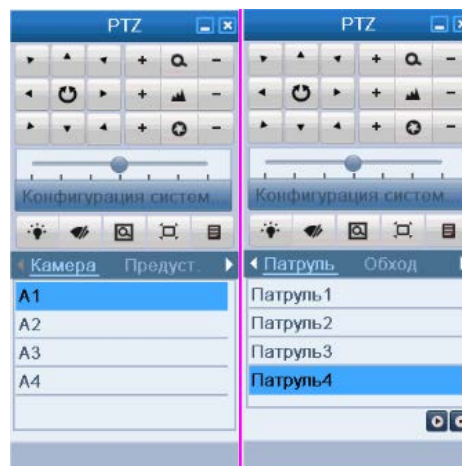 PTZ
Конфигурация систем
Камера Предуст.
A1
A2
A3
A4
PTZ
Конфигурация систем
Патруль Обход
Патруль1
Патруль2
Патруль3
Патруль4